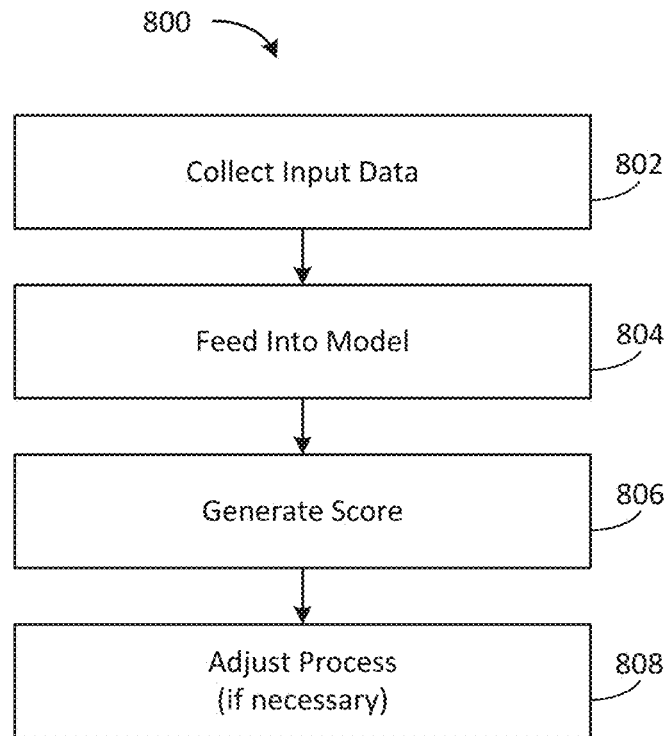 800
Collect Input Data
802
Feed Into Model
804
Generate Score
806
Adjust Process
(if necessary)
808